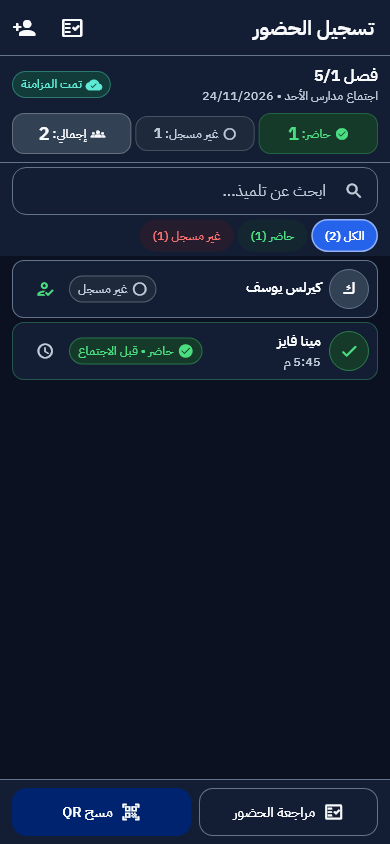 تسجيل الحضور
فصل 5/1
تمت المزامنة
اجتماع مدارس الأحد • 24/11/2026
حاضر: 1
غير مسجل: 1
إجمالي: 2
ابحث عن تلميذ...
الكل (2)
حاضر (1)
غير مسجل (1)
ك
كيرلس يوسف
غير مسجل
مينا فايز
5:45 م
حاضر • قبل الاجتماع
مراجعة الحضور
مسح QR